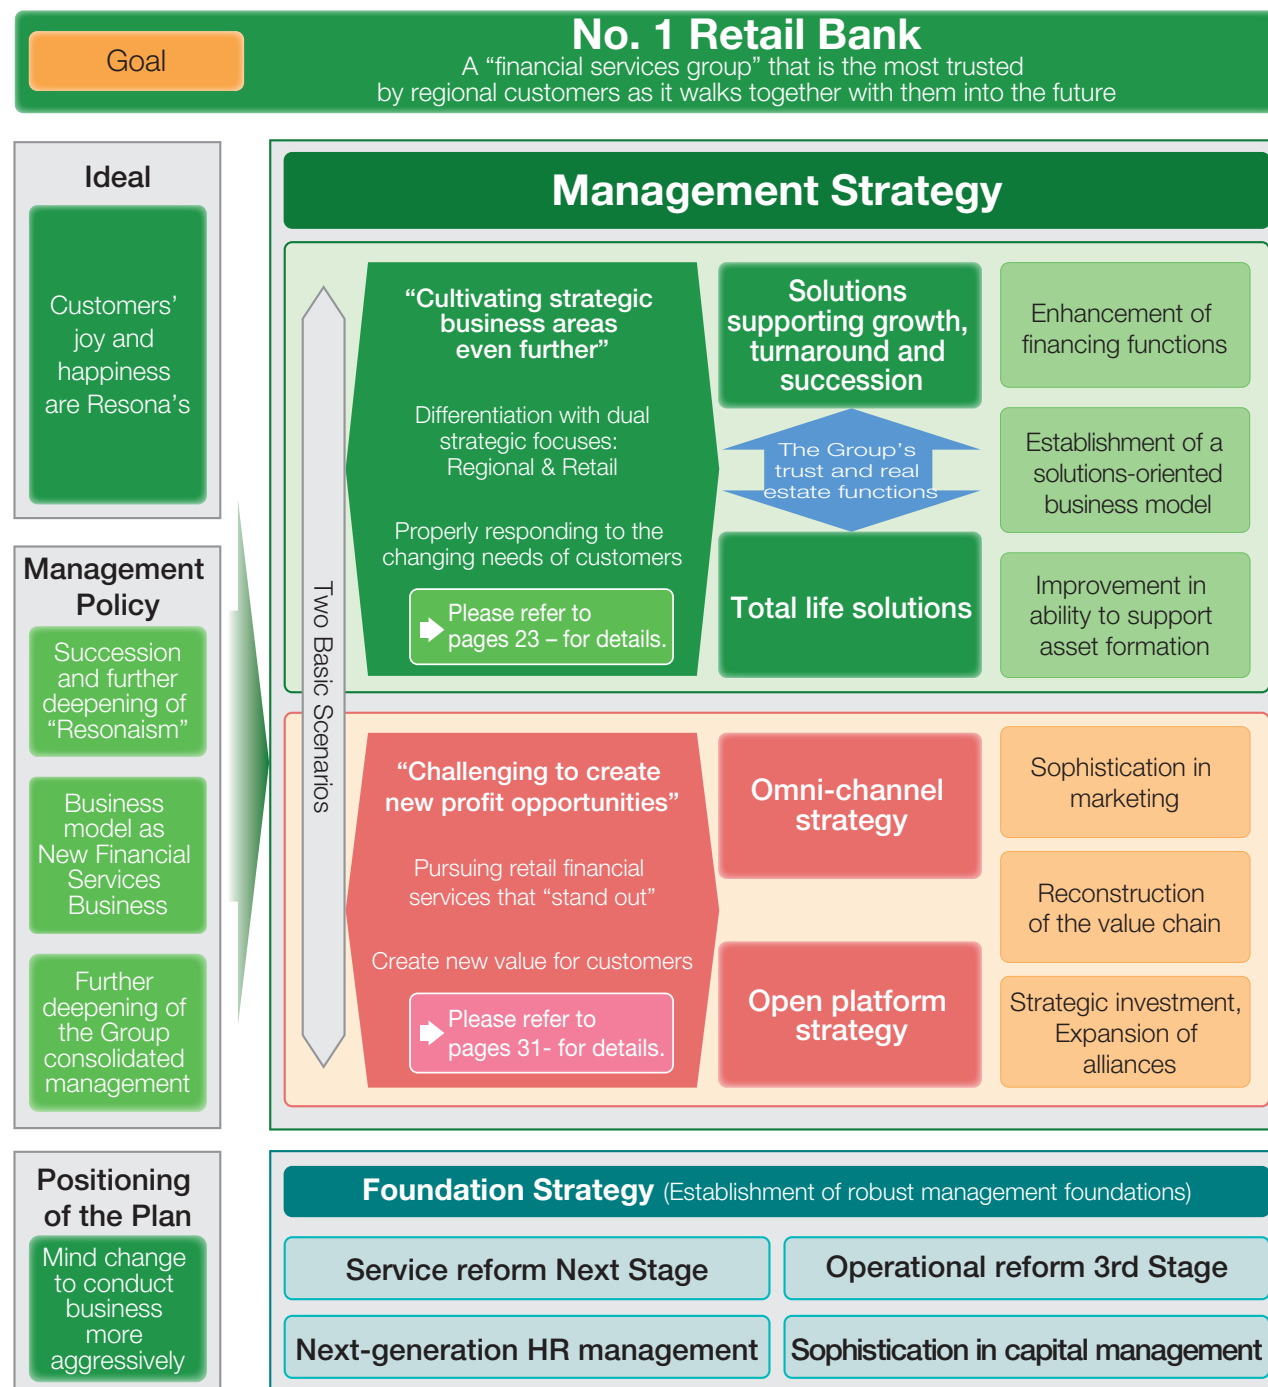 Goal
No. 1 Retail Bank
A “financial services group” that is the most trusted
by regional customers as it walks together with them into the future
Ideal
Customers’
joy and
happiness
are Resona’s
Management
Policy
Succession
and further
deepening of
“Resonaism”
Business
model as
New Financial
Services
Business
Further
deepening of
the Group
consolidated
management
Positioning
of the Plan
Mind change
to conduct
business
more
aggressively
Management Strategy
Two Basic Scenarios
“Cultivating strategic
business areas
even further”
Differentiation with dual
strategic focuses:
Regional & Retail
Properly responding to the
changing needs of customers
Please refer to
pages 23 – for details.
Solutions
supporting growth,
turnaround and
succession
The Group’s
trust and real
estate functions
Total life solutions
Enhancement of
financing functions
Establishment of a
solutions-oriented
business model
Improvement in
ability to support
asset formation
“Challenging to create
new profit opportunities”
Pursuing retail financial
services that “stand out”
Create new value for customers
Please refer to
pages 31- for details.
Omni-channel
strategy
Open platform
strategy
Sophistication in
marketing
Reconstruction
of the value chain
Strategic investment,
Expansion of
alliances
Foundation Strategy (Establishment of robust management foundations)
Service reform Next Stage
Operational reform 3rd Stage
Next-generation HR management
Sophistication in capital management